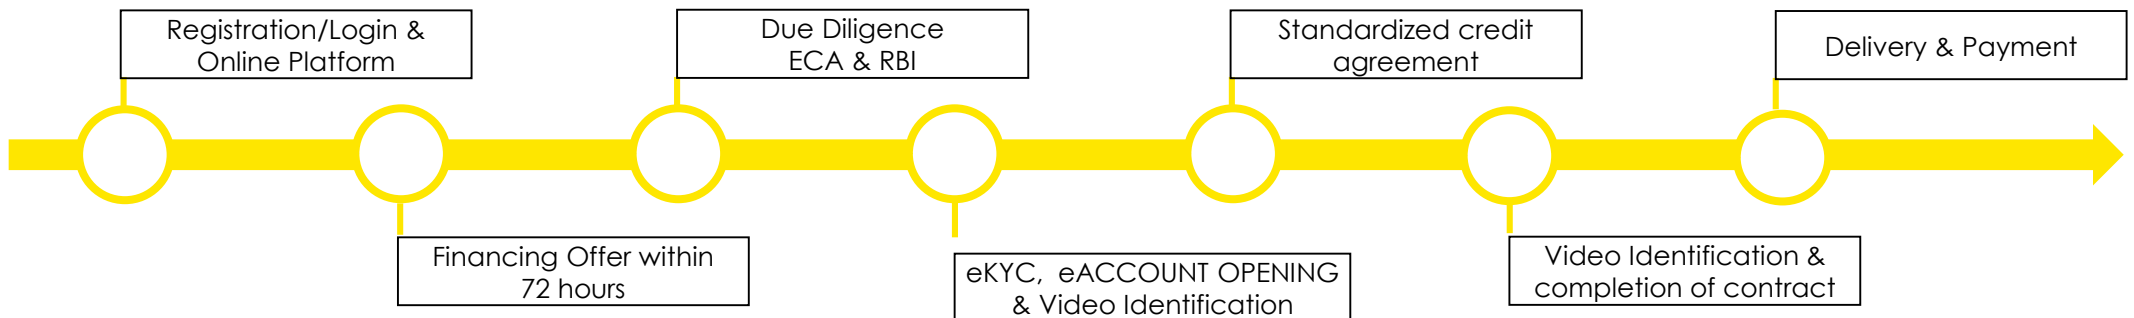 Registration/Login &
Online Platform
Financing Offer within
72 hours
Due Diligence
ECA & RBI
eKYC, eACCOUNT OPENING
& Video Identification
Standardized credit
agreement
Video Identification &
completion of contract
Delivery & Payment